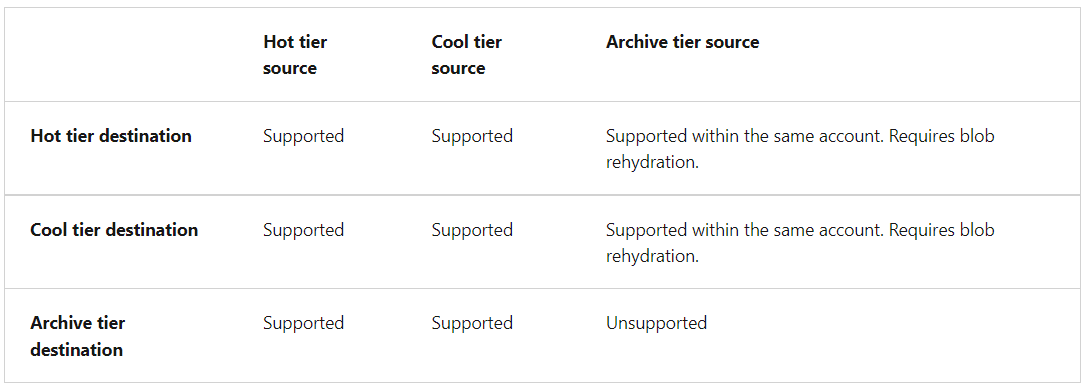 Hot tier
source
Cool tier
source
Archive tier source
Hot tier destination
Supported
Supported
Supported within the same account. Requires blob
rehydration.
Cool tier destination
Supported
Supported
Supported within the same account. Requires blob
rehydration.
Archive tier
destination
Supported
Supported
Unsupported